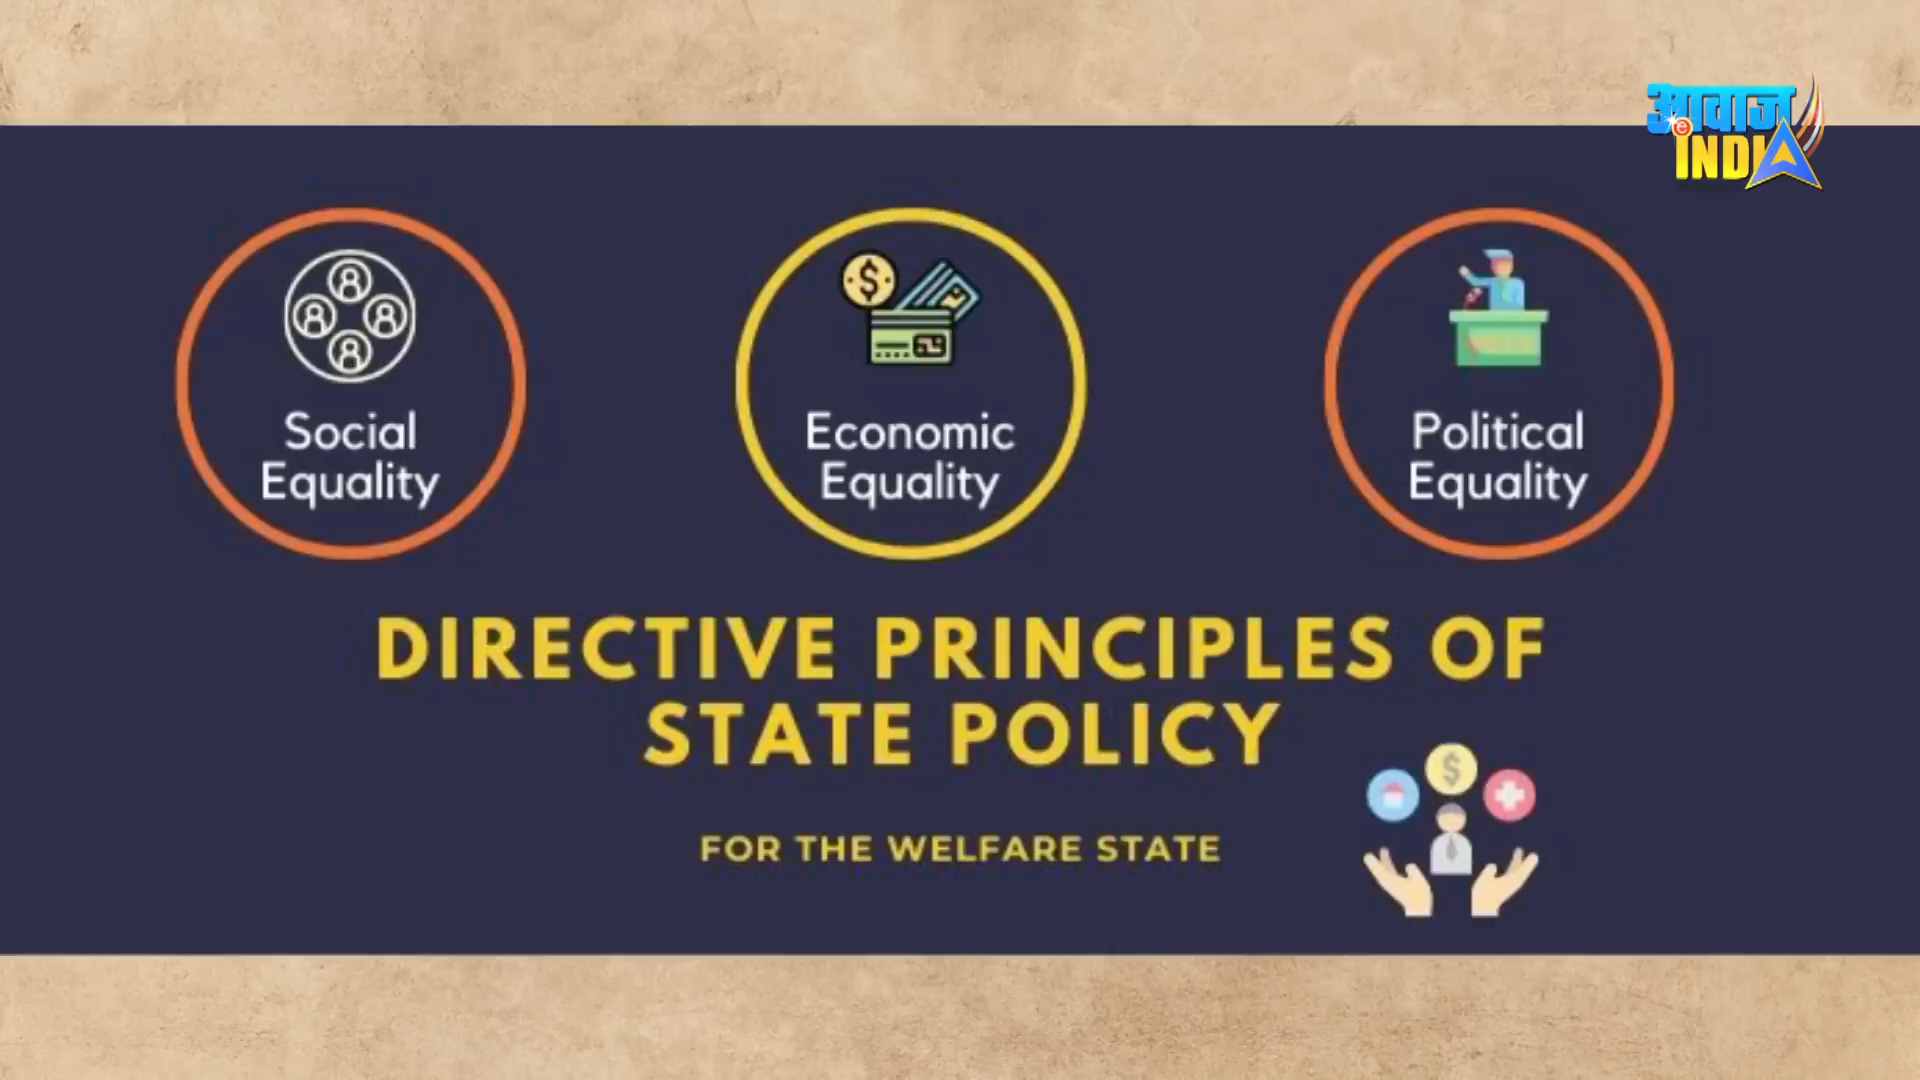 आवाज
e
INDIA
Social
Equality
Economic
Equality
Political
Equality
DIRECTIVE PRINCIPLES OF
STATE POLICY
FOR THE WELFARE STATE